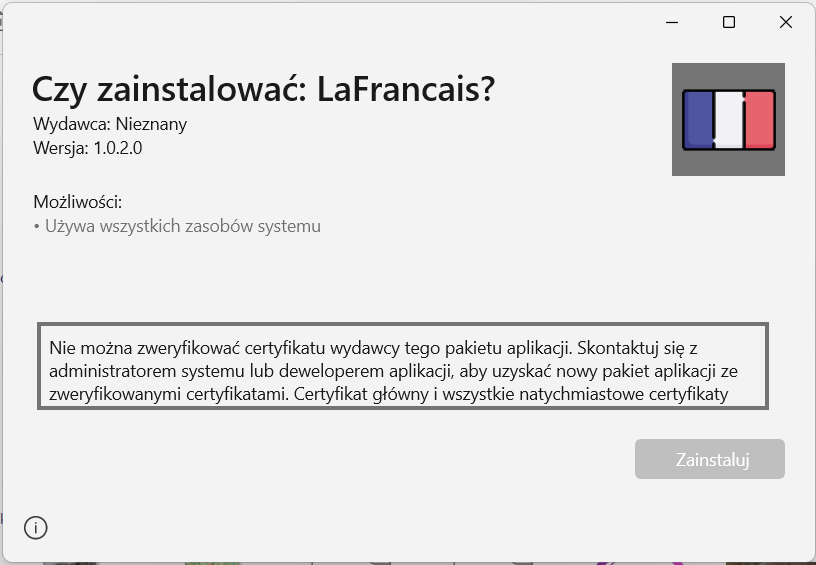 Czy zainstalować: LaFrancais?
Wydawca: Nieznany
Wersja: 1.0.2.0
Możliwości:
• Używa wszystkich zasobów systemu
Nie można zweryfikować certyfikatu wydawcy tego pakietu aplikacji. Skontaktuj się z
administratorem systemu lub deweloperem aplikacji, aby uzyskać nowy pakiet aplikacji ze
zweryfikowanymi certyfikatami. Certyfikat główny i wszystkie natychmiastowe certyfikaty
Zainstaluj